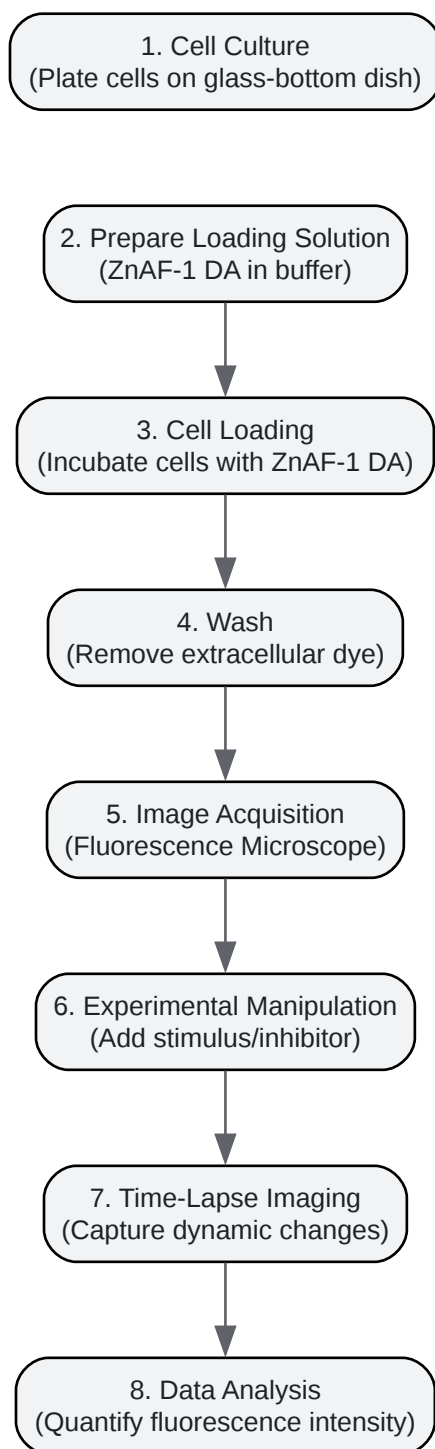 1. Cell Culture
(Plate cells on glass-bottom dish)
2. Prepare Loading Solution
(ZnAF-1 DA in buffer)
3. Cell Loading
(Incubate cells with ZnAF-1 DA)
4. Wash
(Remove extracellular dye)
5. Image Acquisition
(Fluorescence Microscope)
6. Experimental Manipulation
(Add stimulus/inhibitor)
7. Time-Lapse Imaging
(Capture dynamic changes)
8. Data Analysis
(Quantify fluorescence intensity)